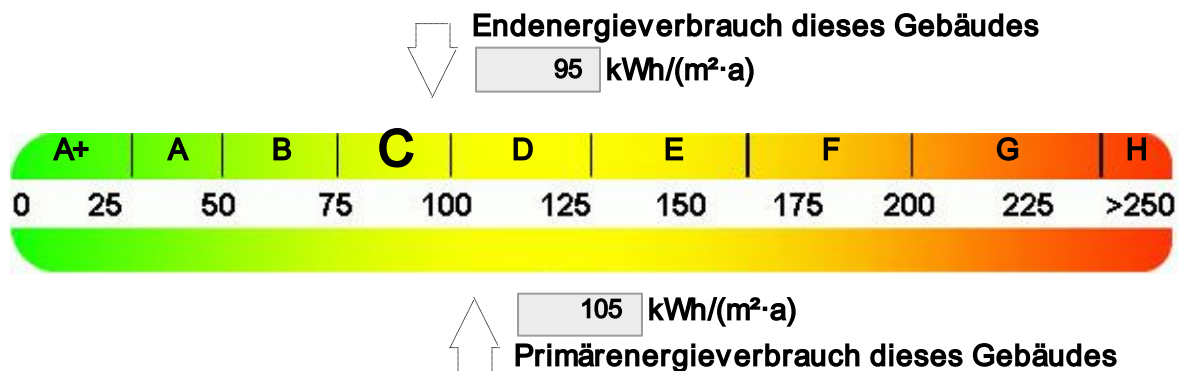 Endenergieverbrauch dieses Gebäudes
95 kWh/(m²·a)
A+ A B C D E F G H
0 25 50 75 100 125 150 175 200 225 >250
105 kWh/(m²·a)
Primärenergieverbrauch dieses Gebäudes